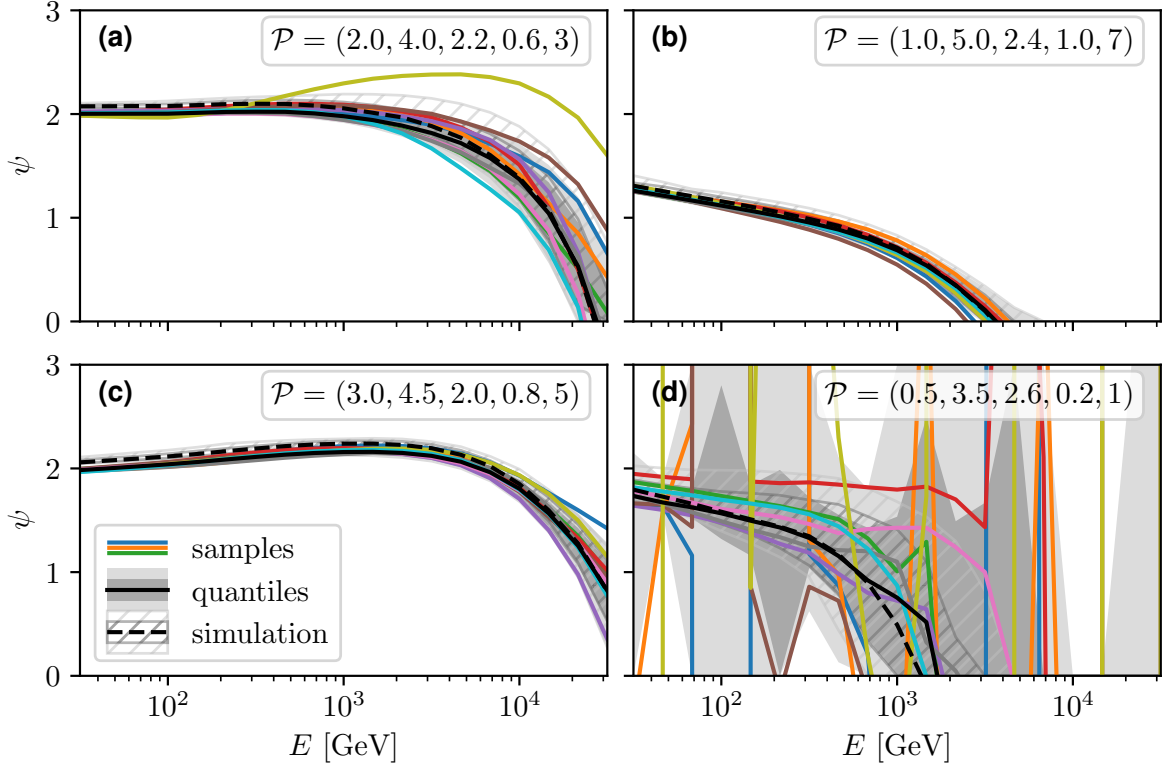 3
2
1
0
ψ
(a)
𝒫 = (2.0, 4.0, 2.2, 0.6, 3)
(b)
𝒫 = (1.0, 5.0, 2.4, 1.0, 7)
3
2
1
0
ψ
(c)
𝒫 = (3.0, 4.5, 2.0, 0.8, 5)
samples
quantiles
simulation
(d)
𝒫 = (0.5, 3.5, 2.6, 0.2, 1)
10² 10³ 10⁴
10² 10³ 10⁴
E [GeV]
E [GeV]